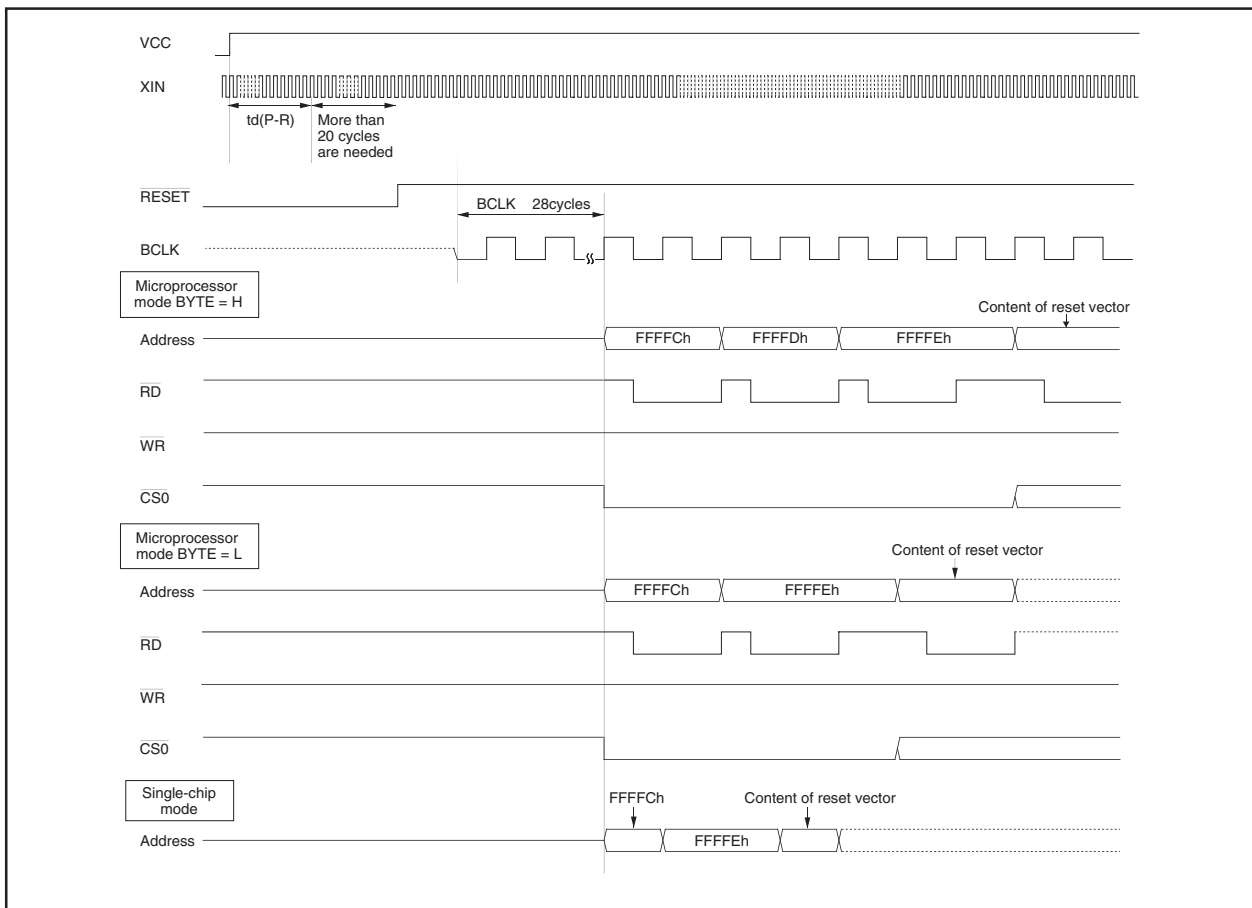 VCC
XIN
td(P-R)
More than
20 cycles
are needed
RESET
BCLK 28cycles
BCLK
Microprocessor
mode BYTE = H
Content of reset vector
Address
FFFFCh
FFFFDh
FFFFEh
RD
WR
CS0
Microprocessor
mode BYTE = L
Content of reset vector
Address
FFFFCh
FFFFEh
RD
WR
CS0
Single-chip
mode
FFFFCh
Content of reset vector
Address
FFFFEh